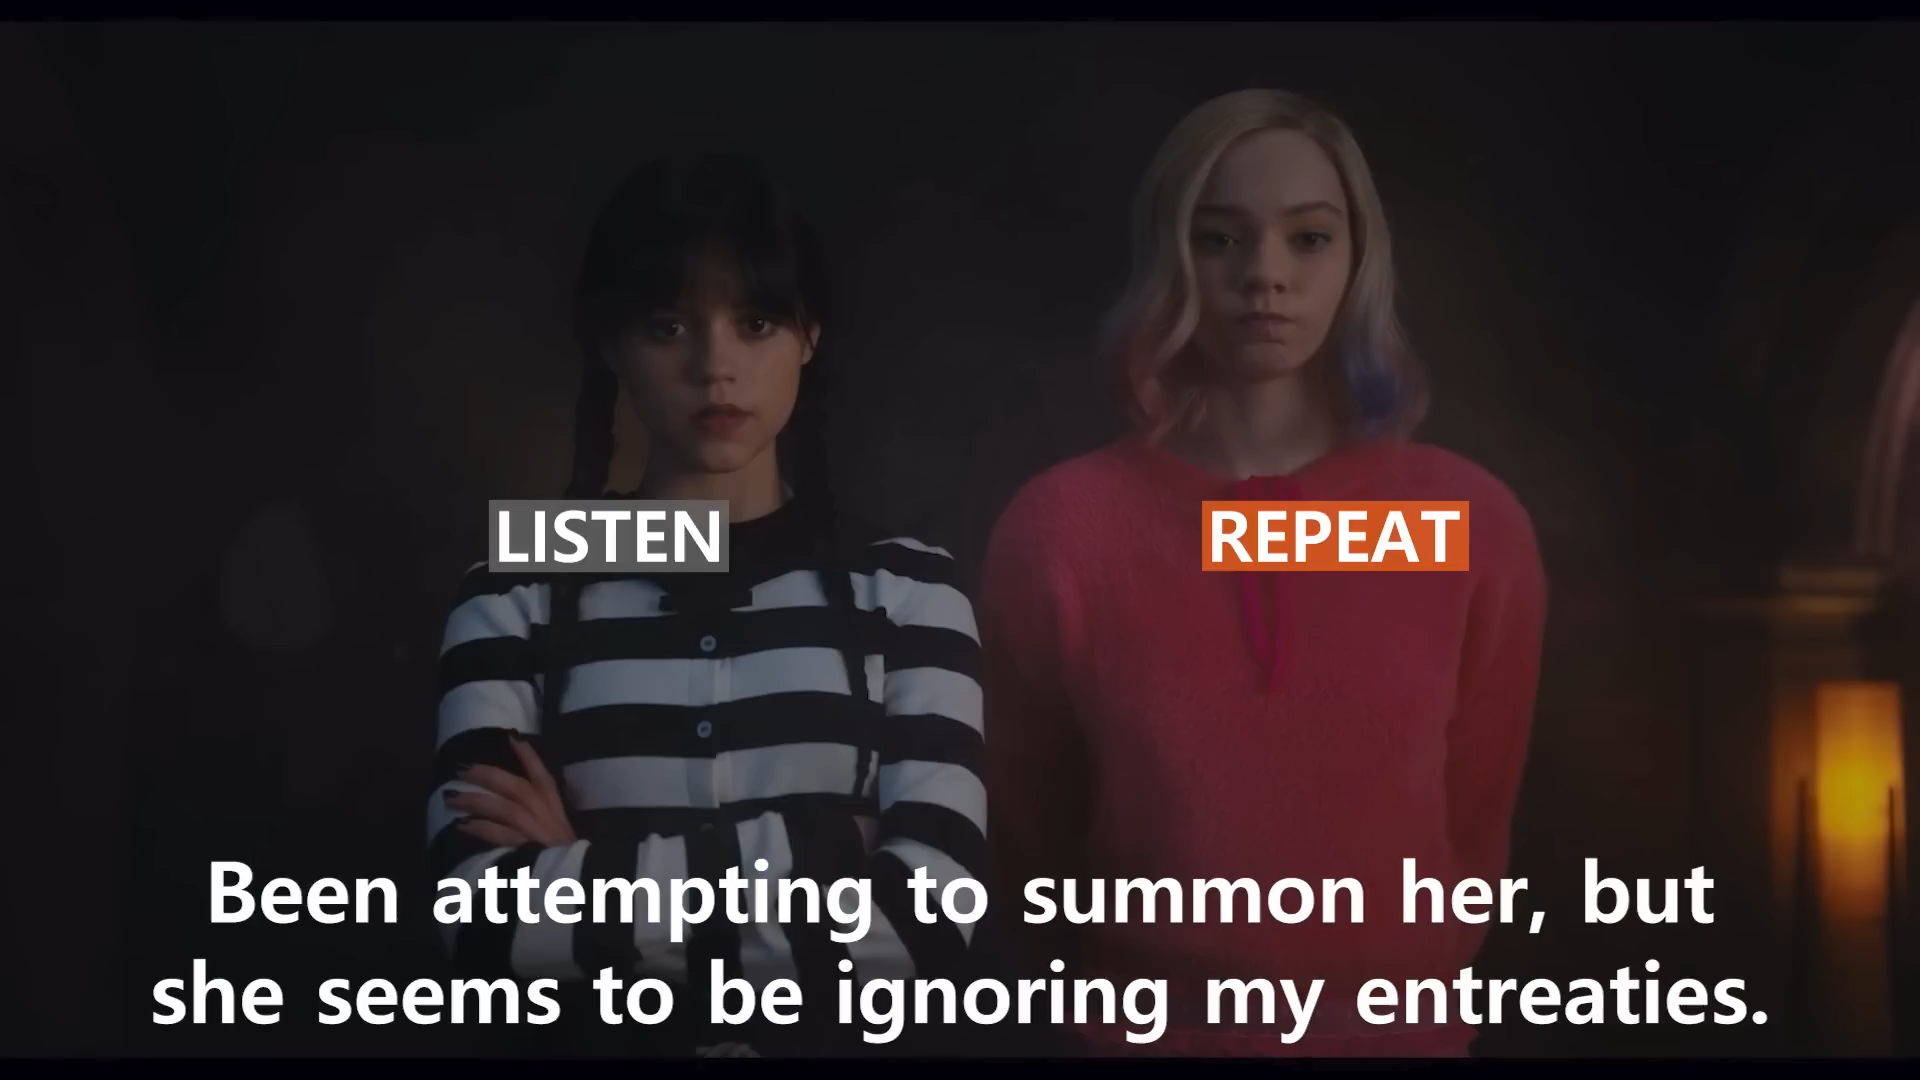 LISTEN
REPEAT
Been attempting to summon her, but
she seems to be ignoring my entreaties.